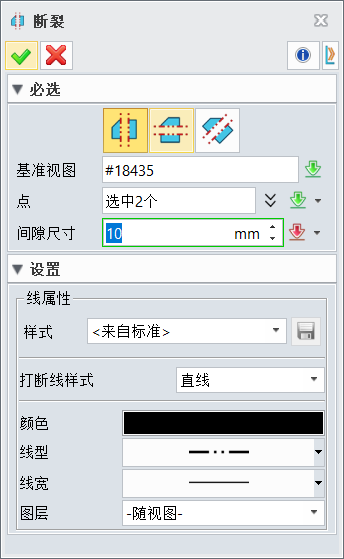 断裂
必选
基准视图 #18435
点 选中2个
间隙尺寸 10 mm
设置
线属性
样式 <来自标准>
打断线样式 直线
颜色
线型
线宽
图层 -随视图-